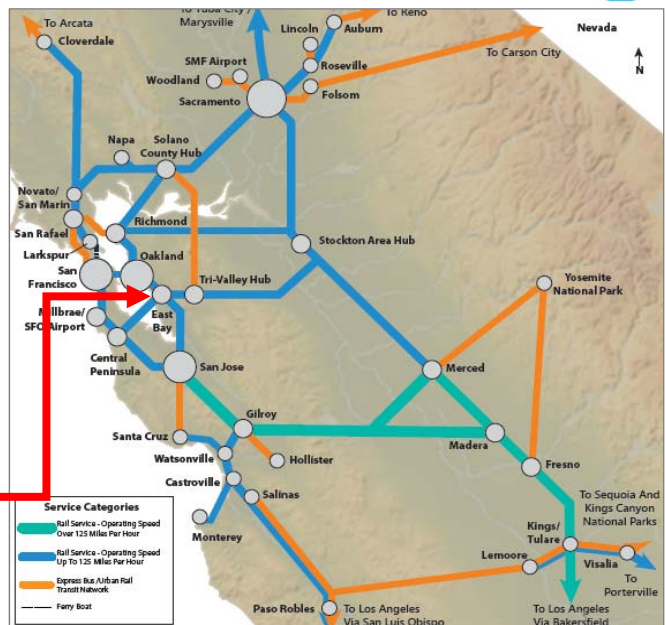 To Yuba City /
Marysville
To Reno
Nevada
To Arcata
Cloverdale
Lincoln
Auburn
To Carson City
N
SMF Airport
Roseville
Woodland
Sacramento
Folsom
Napa
Solano
County Hub
Novato/
San Marin
San Rafael
Richmond
Larkspur
Oakland
Stockton Area Hub
San
Francisco
Tri-Valley Hub
Yosemite
National Park
East
Bay
Millbrae/
SFO Airport
Central
Peninsula
San Jose
Merced
Gilroy
Santa Cruz
Madera
Watsonville
Hollister
Fresno
Castroville
Salinas
To Sequoia And
Kings Canyon
National Parks
Monterey
Kings/
Tulare
Lemoore
Visalia
To
Porterville
Paso Robles
To Los Angeles
Via San Luis Obispo
To Los Angeles
Via Bakersfield
Service Categories
Rail Service - Operating Speed
Over 125 Miles Per Hour
Rail Service - Operating Speed
Up To 125 Miles Per Hour
Express Bus /Urban Rail
Transit Network
Ferry Boat